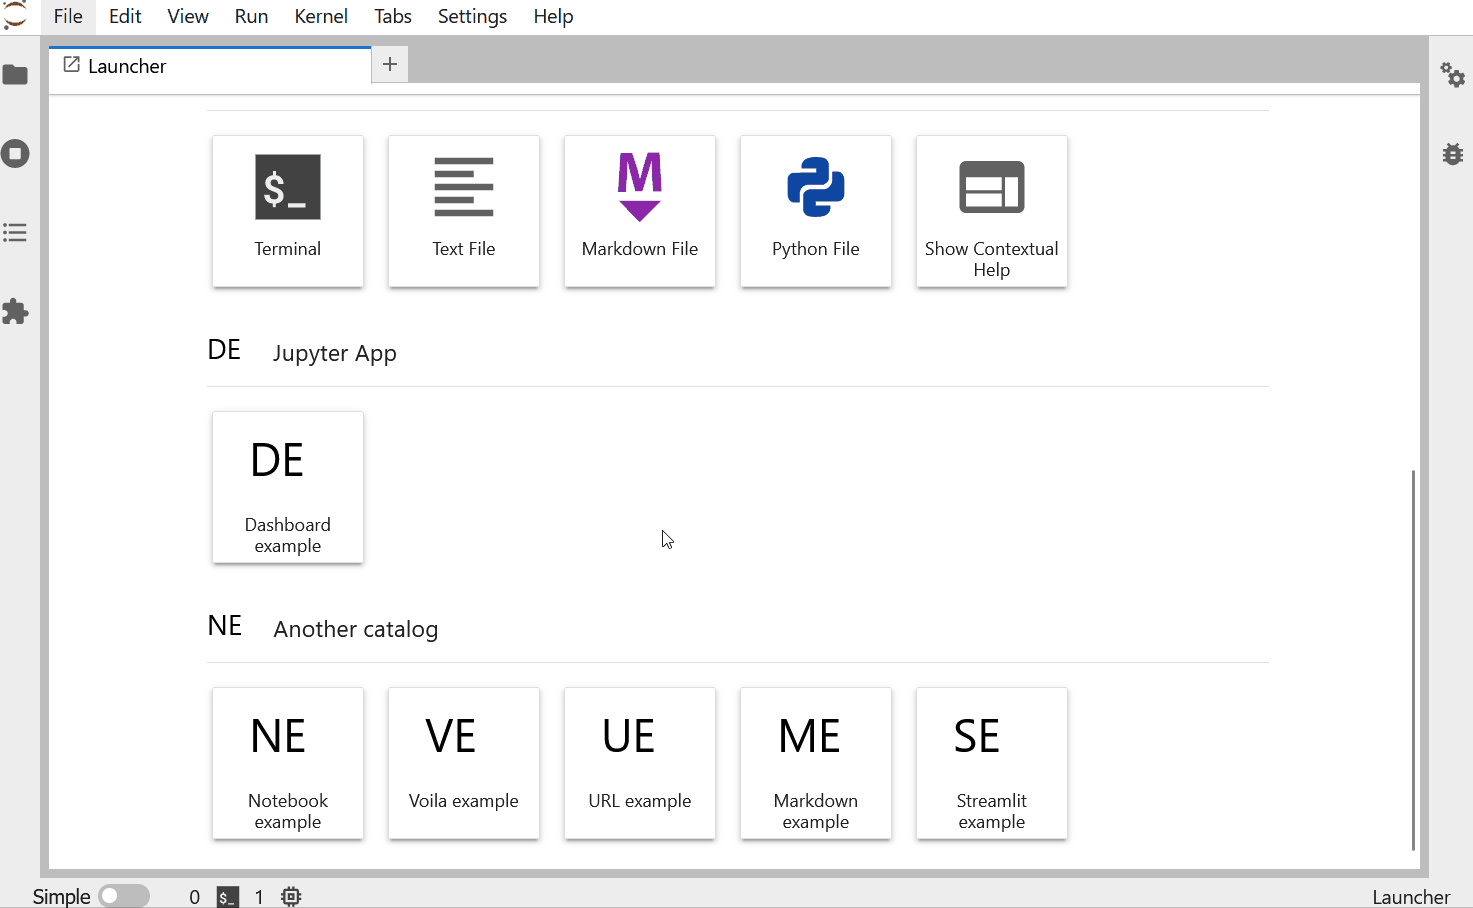 File Edit View Run Kernel Tabs Settings Help
Launcher
$_
M
Terminal Text File Markdown File Python File Show Contextual
Help
DE Jupyter App
DE
Dashboard
example
NE Another catalog
NE VE UE ME SE
Notebook Voila example URL example Markdown Streamlit
example example example
Simple 0 $_ 1 Launcher